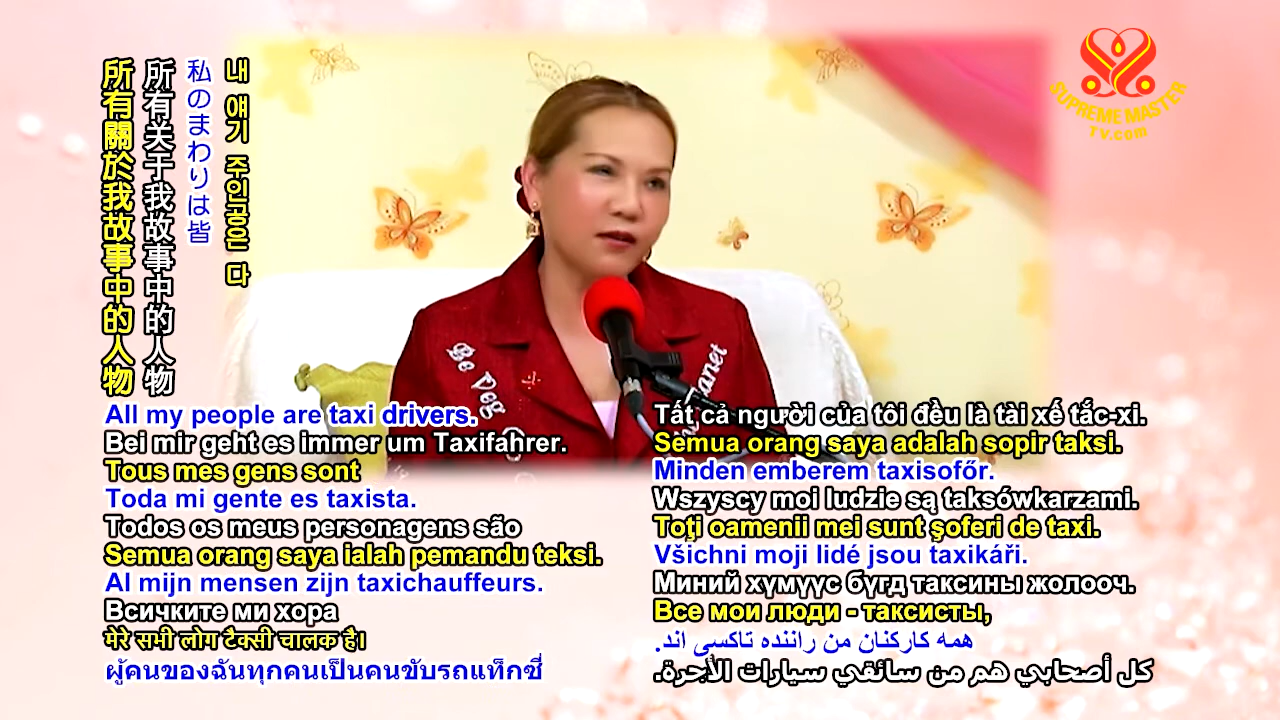 SUPREME MASTER
TV.com
所有關於我故事中的人物
所有关于我故事中的人物
私のまわりは皆
내 얘기 주인공은 다
Be Veg
Planet
All my people are taxi drivers.
Bei mir geht es immer um Taxifahrer.
Tous mes gens sont
Toda mi gente es taxista.
Todos os meus personagens são
Semua orang saya ialah pemandu teksi.
Al mijn mensen zijn taxichauffeurs.
Всичките ми хора
मेरे सभी लोग टैक्सी चालक है।
ผู้คนของฉันทุกคนเป็นคนขับรถแท็กซี่
Tất cả người của tôi đều là tài xế tắc-xi.
Semua orang saya adalah sopir taksi.
Minden emberem taxisofőr.
Wszyscy moi ludzie są taksówkarzami.
Toţi oamenii mei sunt şoferi de taxi.
Všichni moji lidé jsou taxikáři.
Миний хүмүүс бүгд таксины жолооч.
Все мои люди - таксисты,
همه کارکنان من راننده تاکسی اند.
كل أصحابي هم من سائقي سيارات الأجرة.